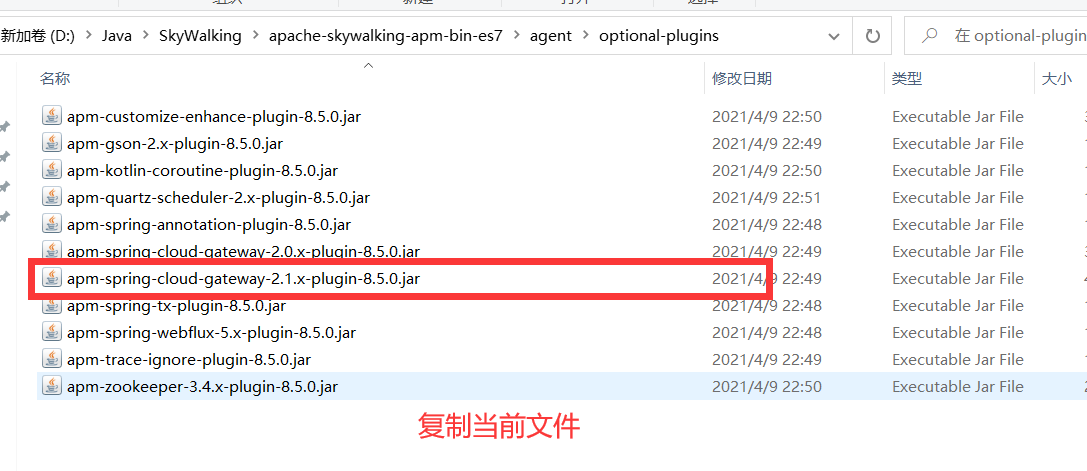 新加卷 (D:) > Java > SkyWalking > apache-skywalking-apm-bin-es7 > agent > optional-plugins 在 optional-plugin
名称 修改日期 类型 大小
apm-customize-enhance-plugin-8.5.0.jar 2021/4/9 22:50 Executable Jar File
apm-gson-2.x-plugin-8.5.0.jar 2021/4/9 22:49 Executable Jar File
apm-kotlin-coroutine-plugin-8.5.0.jar 2021/4/9 22:50 Executable Jar File
apm-quartz-scheduler-2.x-plugin-8.5.0.jar 2021/4/9 22:51 Executable Jar File
apm-spring-annotation-plugin-8.5.0.jar 2021/4/9 22:48 Executable Jar File
apm-spring-cloud-gateway-2.0.x-plugin-8.5.0.jar 2021/4/9 22:49 Executable Jar File
apm-spring-cloud-gateway-2.1.x-plugin-8.5.0.jar 2021/4/9 22:49 Executable Jar File
apm-spring-tx-plugin-8.5.0.jar 2021/4/9 22:48 Executable Jar File
apm-spring-webflux-5.x-plugin-8.5.0.jar 2021/4/9 22:48 Executable Jar File
apm-trace-ignore-plugin-8.5.0.jar 2021/4/9 22:49 Executable Jar File
apm-zookeeper-3.4.x-plugin-8.5.0.jar 2021/4/9 22:50 Executable Jar File
复制当前文件